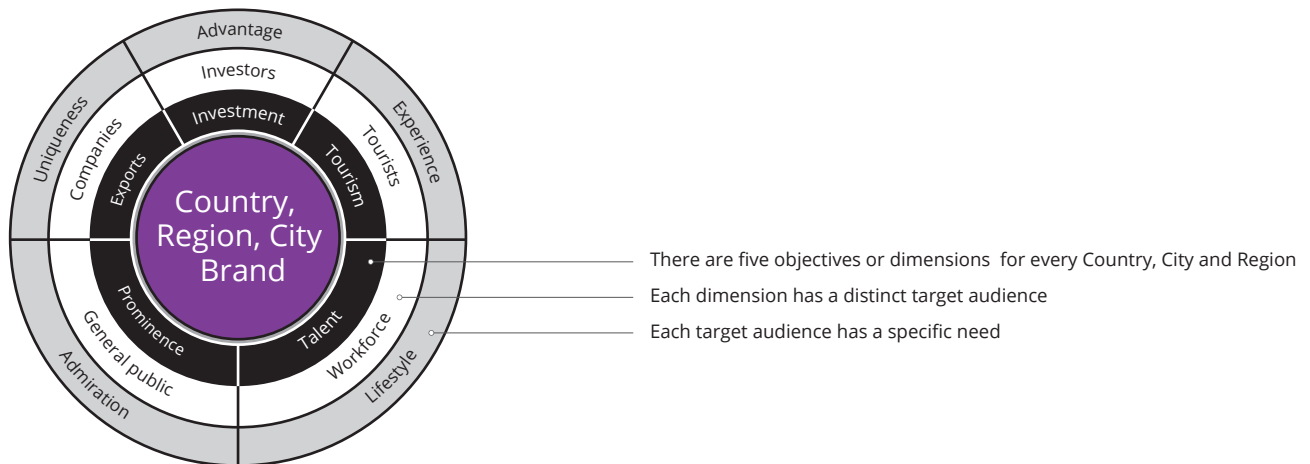 Advantage
Investors
Investment
Uniqueness
Companies
Exports
Experience
Tourists
Tourism
Country,
Region, City
Brand
Prominence
General public
Admiration
Talent
Workforce
Lifestyle
There are five objectives or dimensions for every Country, City and Region
Each dimension has a distinct target audience
Each target audience has a specific need